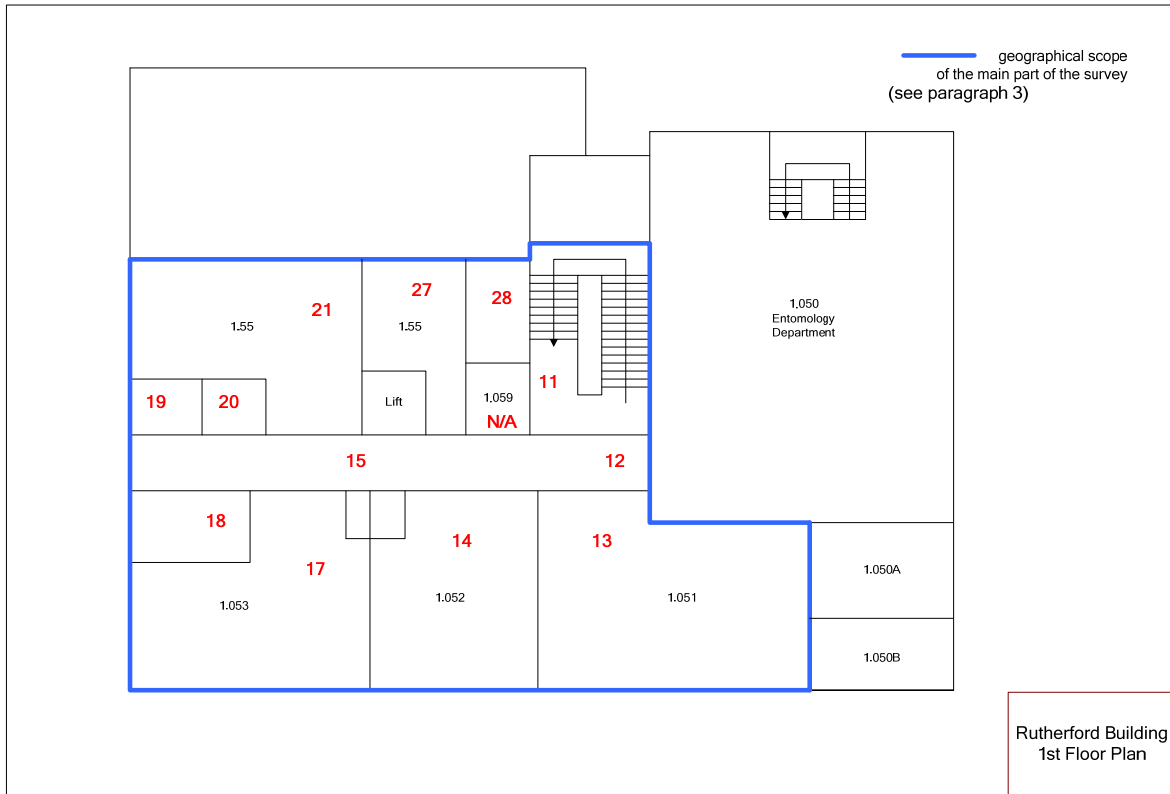 geographical scope
of the main part of the survey
(see paragraph 3)
1.050
Entomology
Department
21
27
28
1.55
1.55
11
19
20
Lift
1.059
N/A
15
12
18
14
13
17
1.053
1.052
1.051
1.050A
1.050B
Rutherford Building
1st Floor Plan